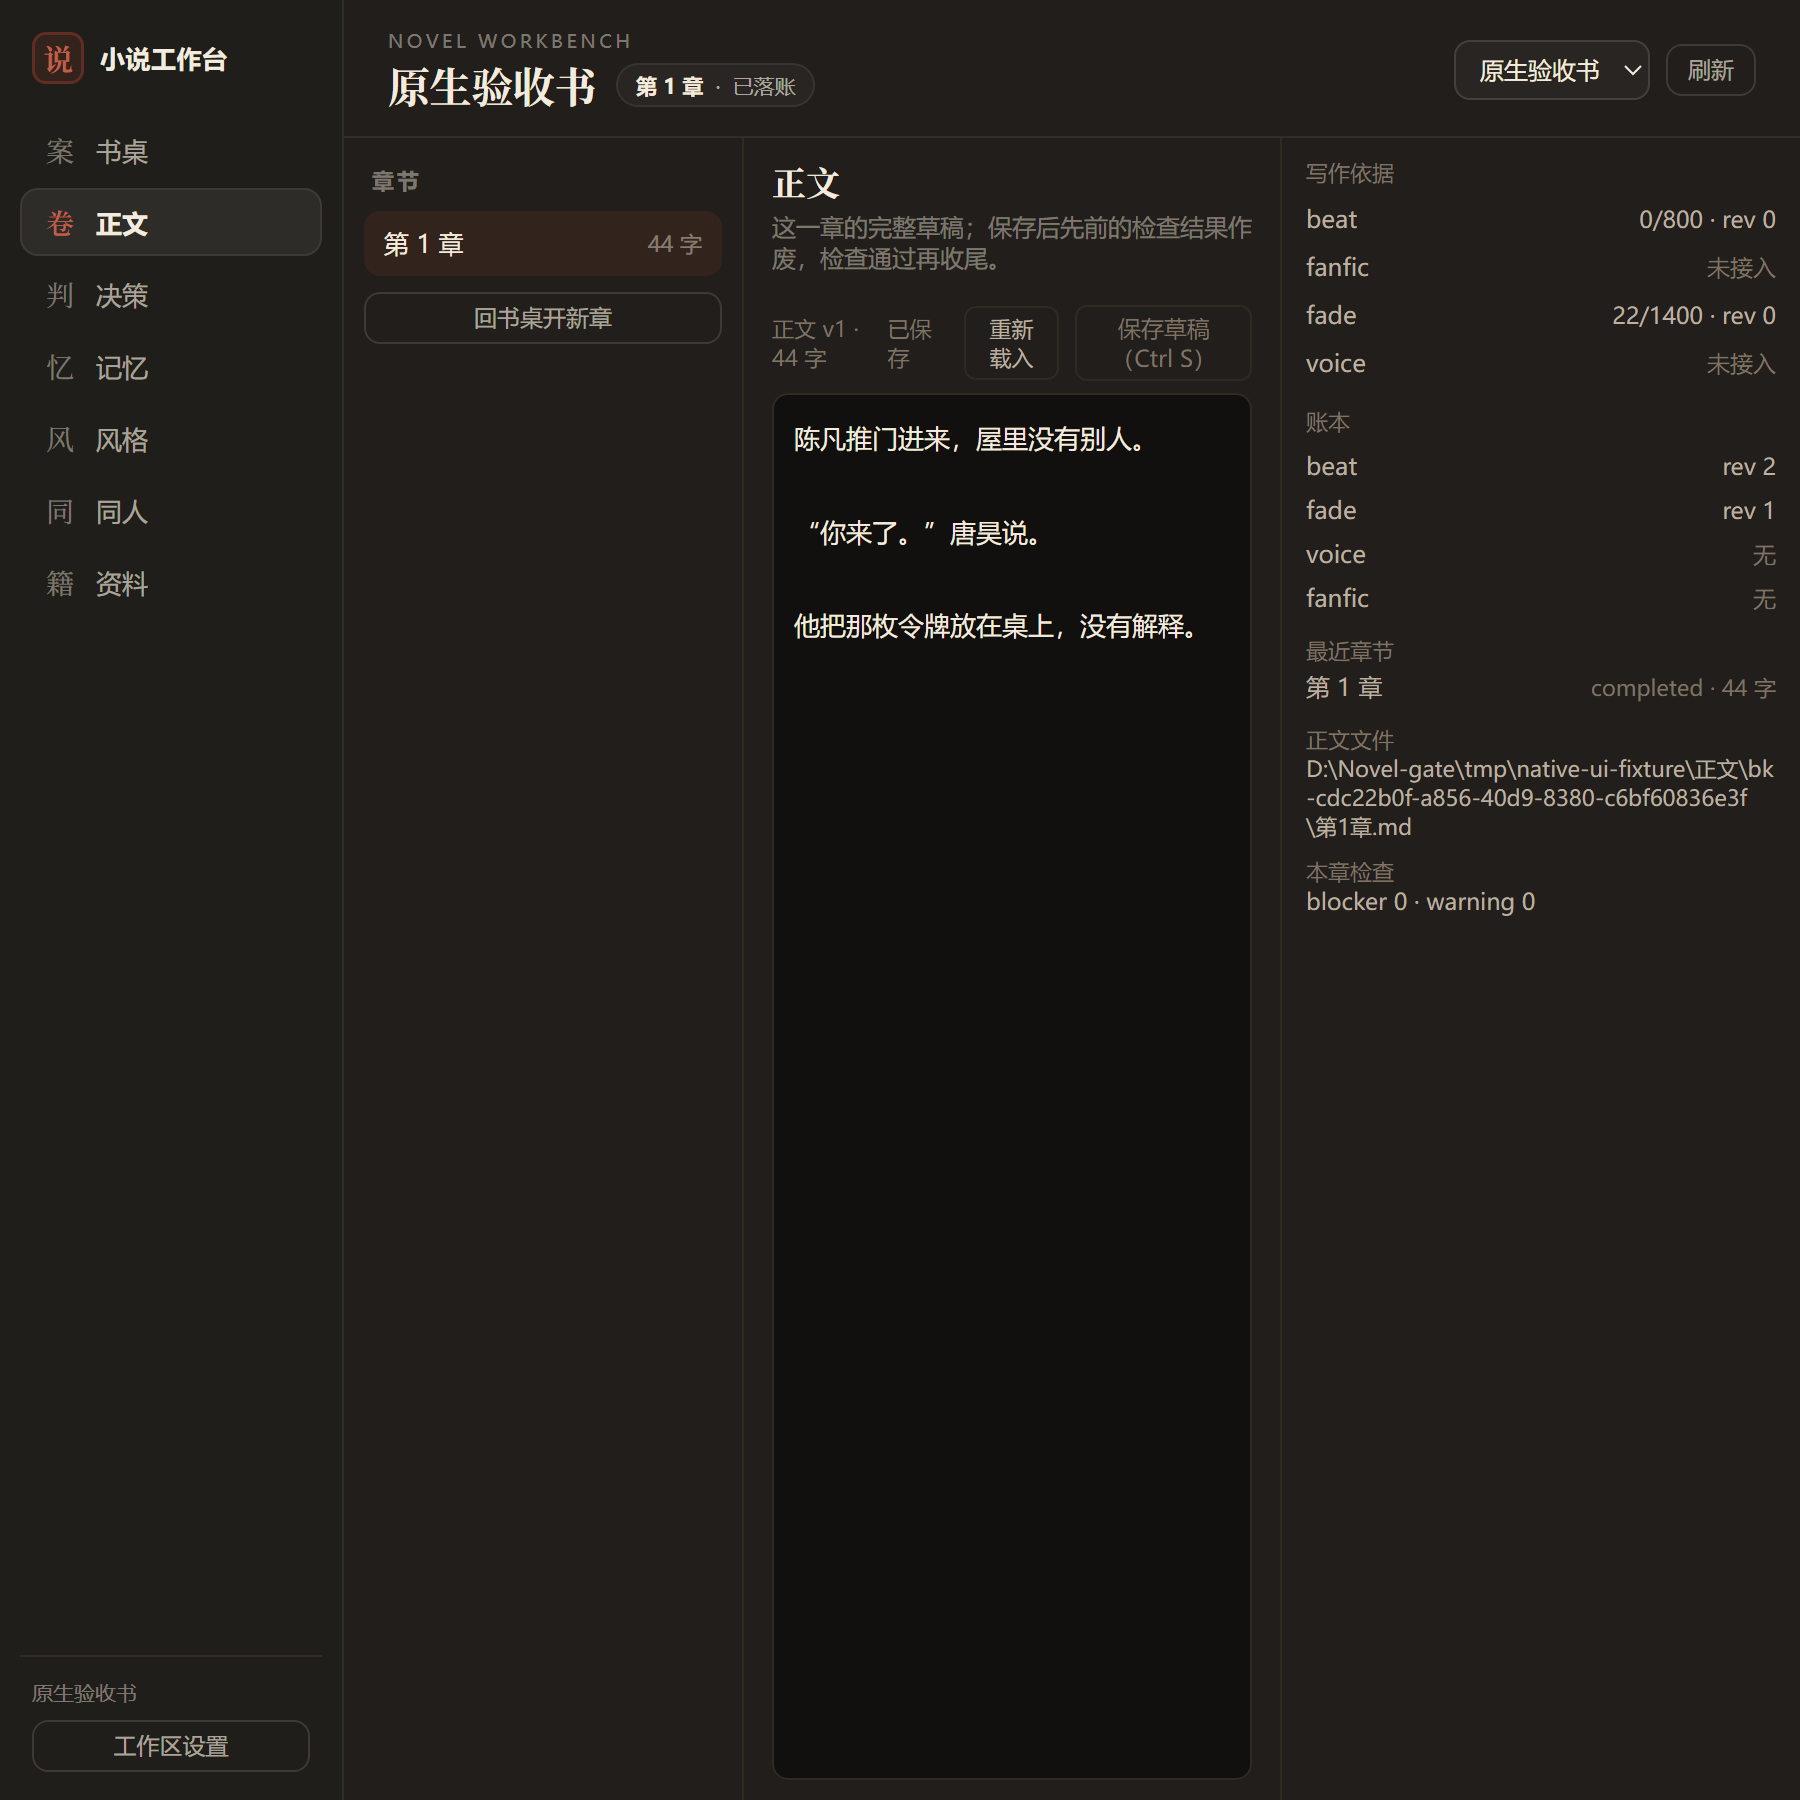 说 小说工作台
案 书桌
卷 正文
判 决策
忆 记忆
风 风格
同 同人
籍 资料
原生验收书
工作区设置
NOVEL WORKBENCH
原生验收书 第 1 章 · 已落账
原生验收书
刷新
章节
第 1 章 44 字
回书桌开新章
正文
这一章的完整草稿；保存后先前的检查结果作
废，检查通过再收尾。
正文 v1 ·
44 字
已保
存
重新
载入
保存草稿
（Ctrl S）
陈凡推门进来，屋里没有别人。
“你来了。”唐昊说。
他把那枚令牌放在桌上，没有解释。
写作依据
beat 0/800 · rev 0
fanfic 未接入
fade 22/1400 · rev 0
voice 未接入
账本
beat rev 2
fade rev 1
voice 无
fanfic 无
最近章节
第 1 章 completed · 44 字
正文文件
D:\Novel-gate\tmp\native-ui-fixture\正文\bk
-cdc22b0f-a856-40d9-8380-c6bf60836e3f
\第1章.md
本章检查
blocker 0 · warning 0